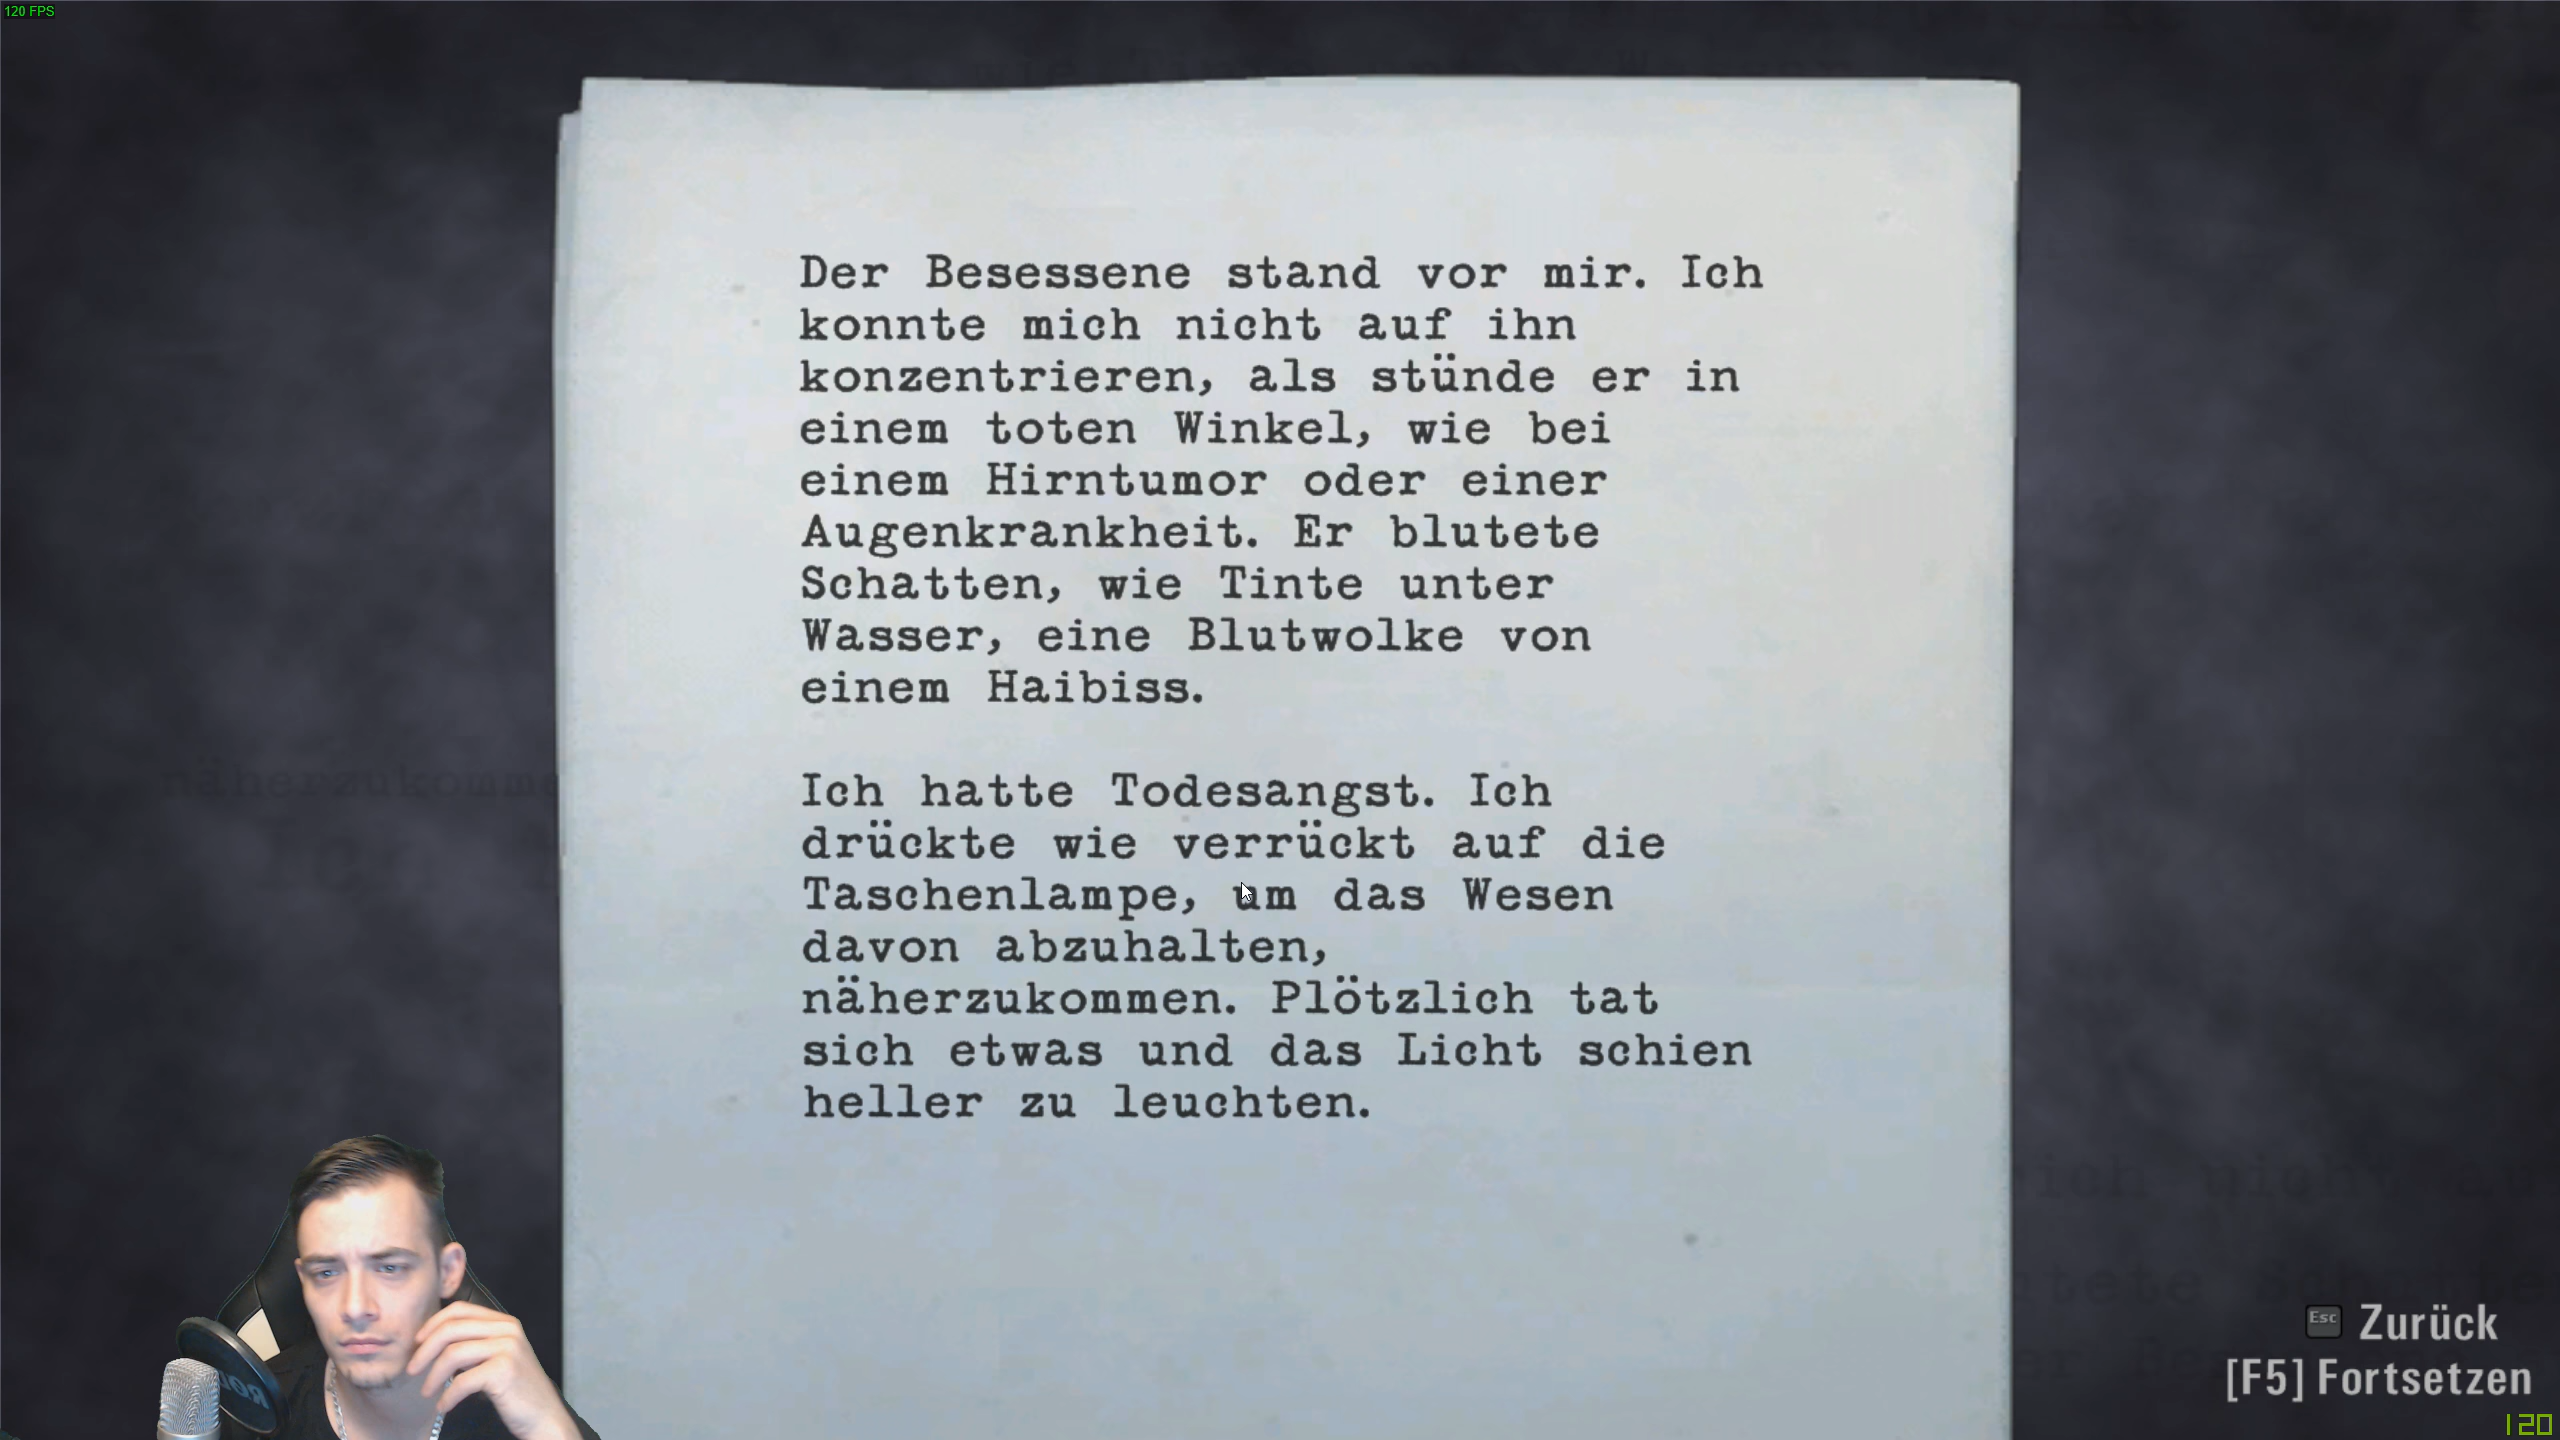 120 FPS
Der Besessene stand vor mir. Ich
konnte mich nicht auf ihn
konzentrieren, als stünde er in
einem toten Winkel, wie bei
einem Hirntumor oder einer
Augenkrankheit. Er blutete
Schatten, wie Tinte unter
Wasser, eine Blutwolke von
einem Haibiss.
Ich hatte Todesangst. Ich
drückte wie verrückt auf die
Taschenlampe, um das Wesen
davon abzuhalten,
näherzukommen. Plötzlich tat
sich etwas und das Licht schien
heller zu leuchten.
Esc Zurück
[F5] Fortsetzen
120